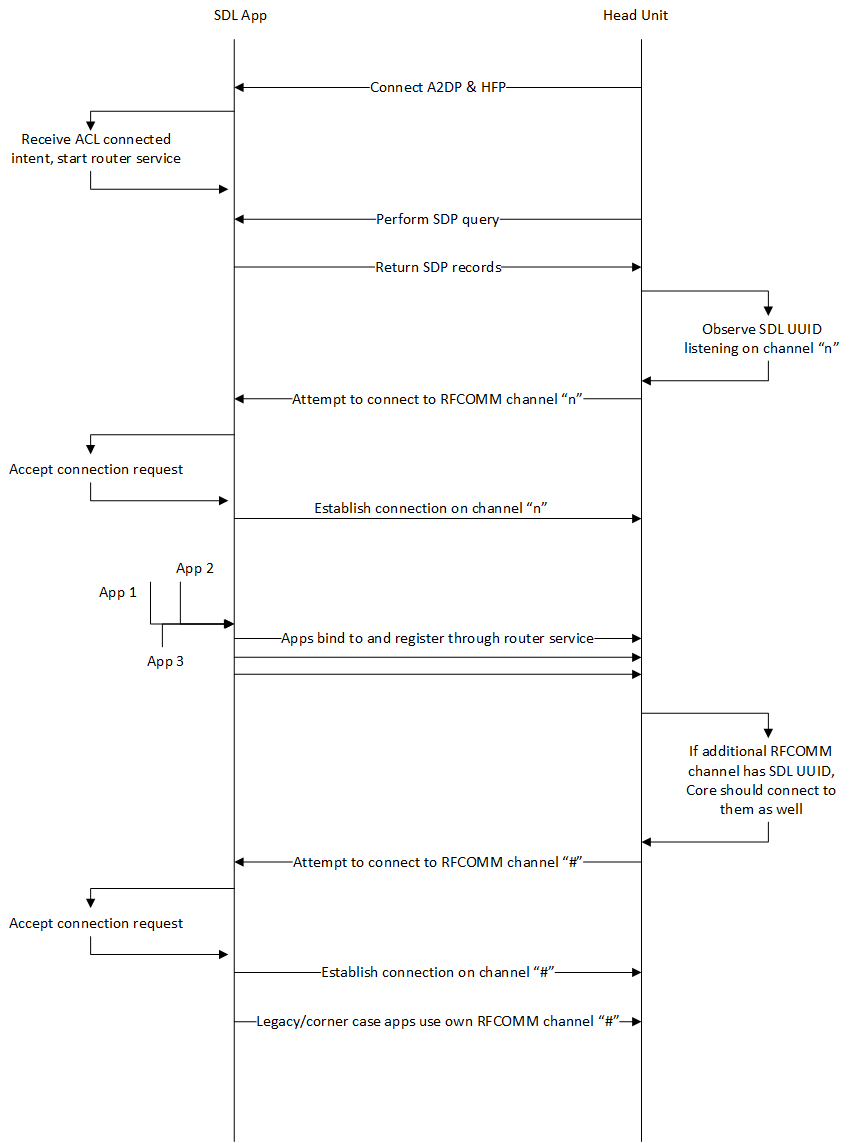 SDL App
Head Unit
Connect A2DP & HFP
Receive ACL connected
intent, start router service
Perform SDP query
Return SDP records
Observe SDL UUID
listening on channel “n”
Attempt to connect to RFCOMM channel “n”
Accept connection request
Establish connection on channel “n”
App 2
App 1
Apps bind to and register through router service
App 3
If additional RFCOMM
channel has SDL UUID,
Core should connect to
them as well
Attempt to connect to RFCOMM channel “#”
Accept connection request
Establish connection on channel “#”
Legacy/corner case apps use own RFCOMM channel “#”